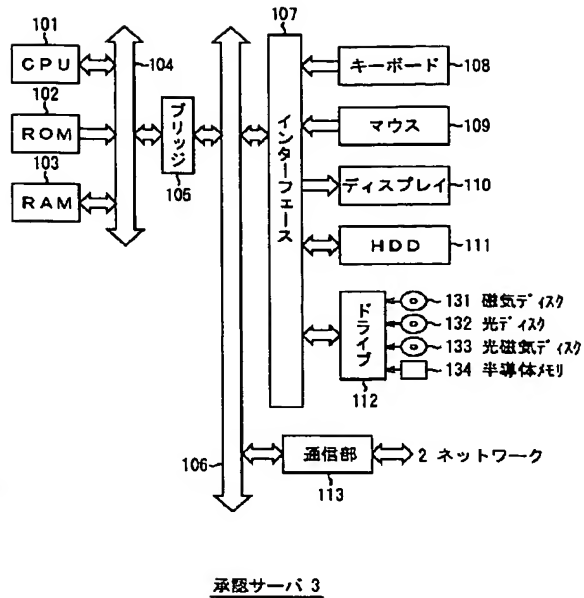 101
CPU
102
ROM
103
RAM
104
ブリッジ
105
106
107
インターフェース
キーボード 108
マウス 109
ディスプレイ 110
HDD 111
ドライブ
112
131 磁気ディスク
132 光ディスク
133 光磁気ディスク
134 半導体メモリ
通信部
113
2 ネットワーク
承認サーバ 3